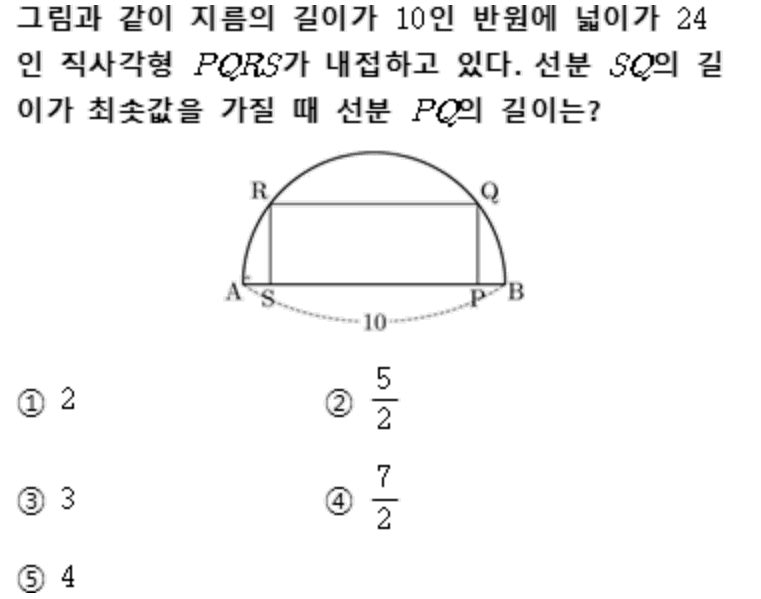 그림과 같이 지름의 길이가 10인 반원에 넓이가 24
인 직사각형 PQRS가 내접하고 있다. 선분 SQ의 길
이가 최솟값을 가질 때 선분 PQ의 길이는?
R Q
A S P B
10
① 2 ② 5/2
③ 3 ④ 7/2
⑤ 4